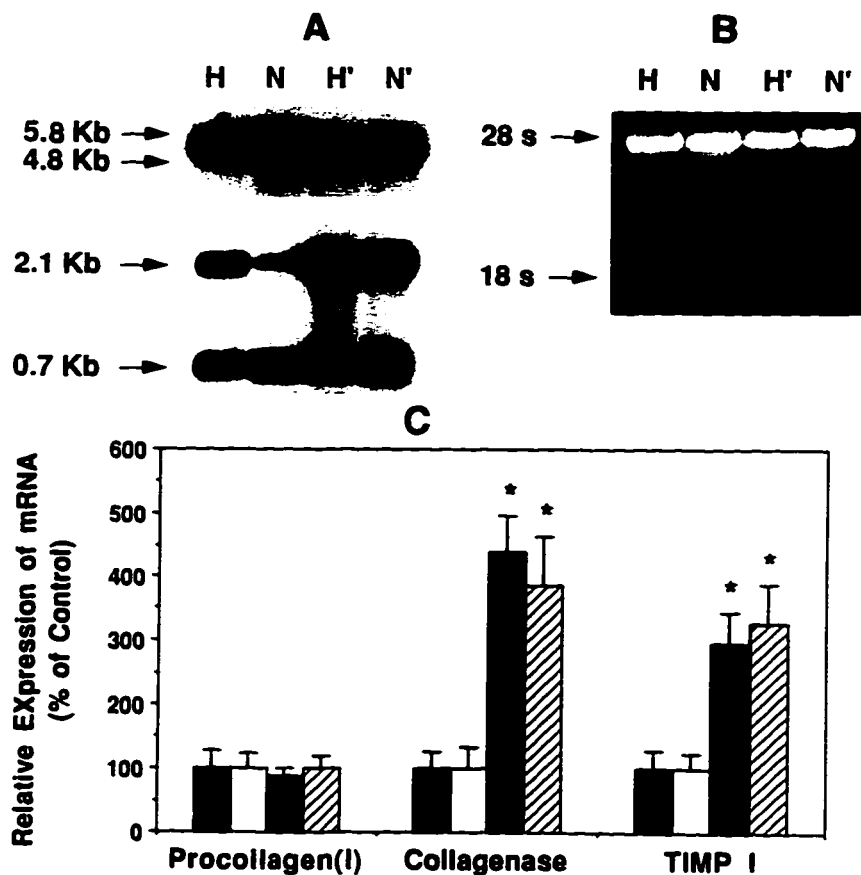 A
B
H N H' N'
H N H' N'
5.8 Kb
4.8 Kb
28 s
2.1 Kb
18 s
0.7 Kb
C
600
500
400
300
200
100
0
Relative EXpression of mRNA
(% of Control)
* * * *
Procollagen(I) Collagenase TIMP I